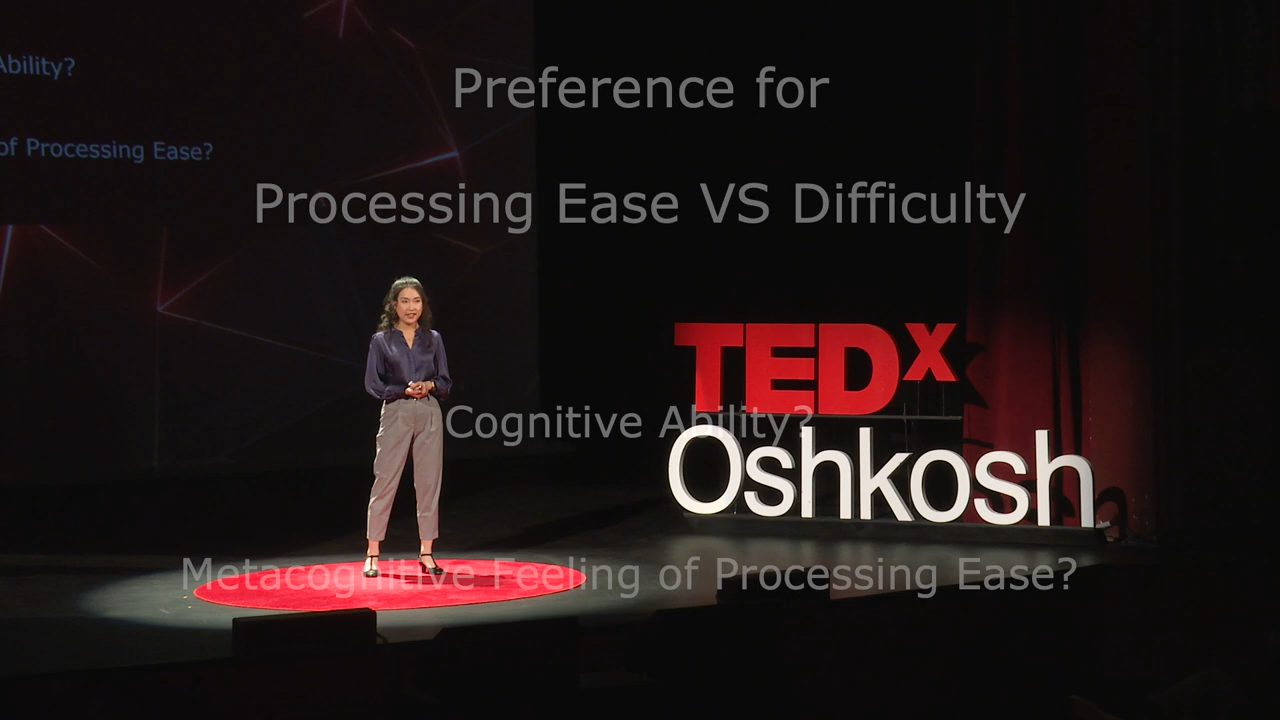 Ability?
of Processing Ease?
Preference for
Processing Ease VS Difficulty
Cognitive Ability?
Metacognitive Feeling of Processing Ease?
TEDx
Oshkosh